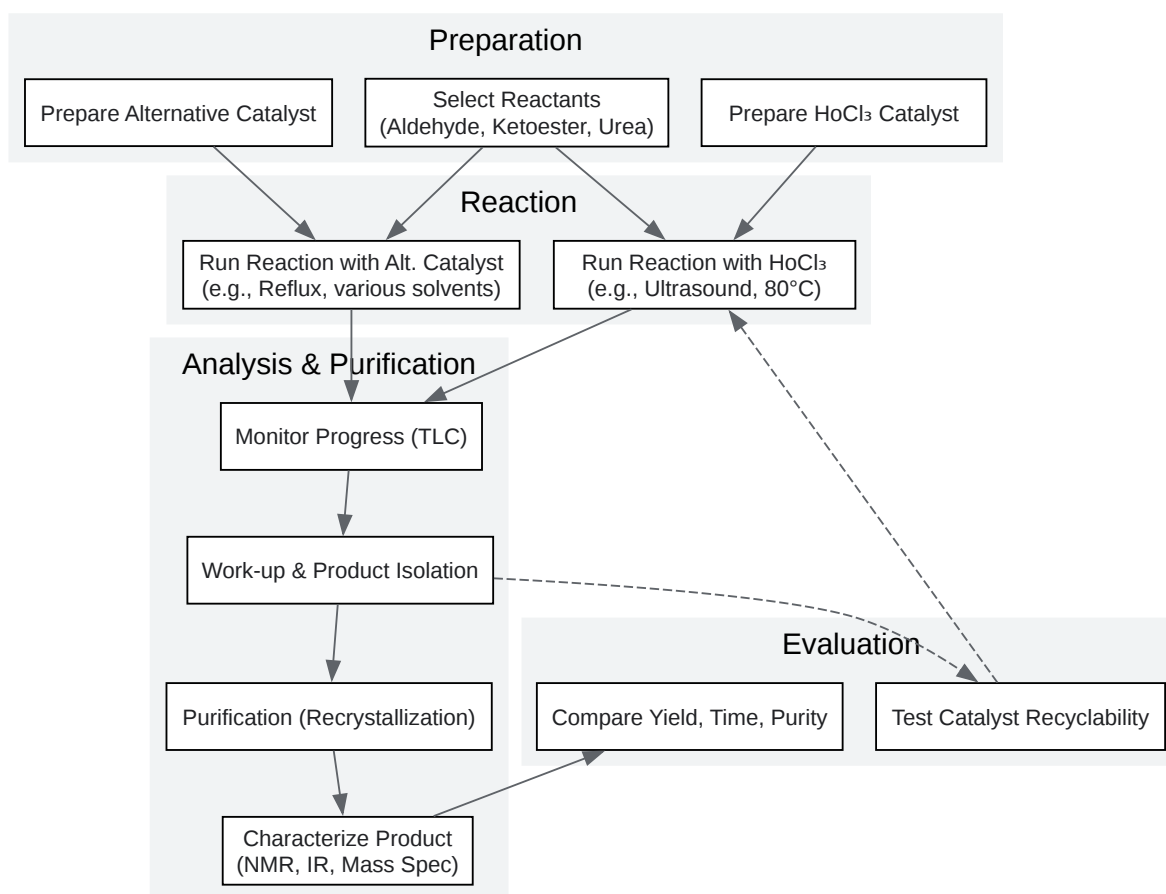 Preparation
Prepare Alternative Catalyst
Select Reactants
(Aldehyde, Ketoester, Urea)
Prepare HoCl₃ Catalyst
Reaction
Run Reaction with Alt. Catalyst
(e.g., Reflux, various solvents)
Run Reaction with HoCl₃
(e.g., Ultrasound, 80°C)
Analysis & Purification
Monitor Progress (TLC)
Work-up & Product Isolation
Evaluation
Purification (Recrystallization)
Compare Yield, Time, Purity
Test Catalyst Recyclability
Characterize Product
(NMR, IR, Mass Spec)